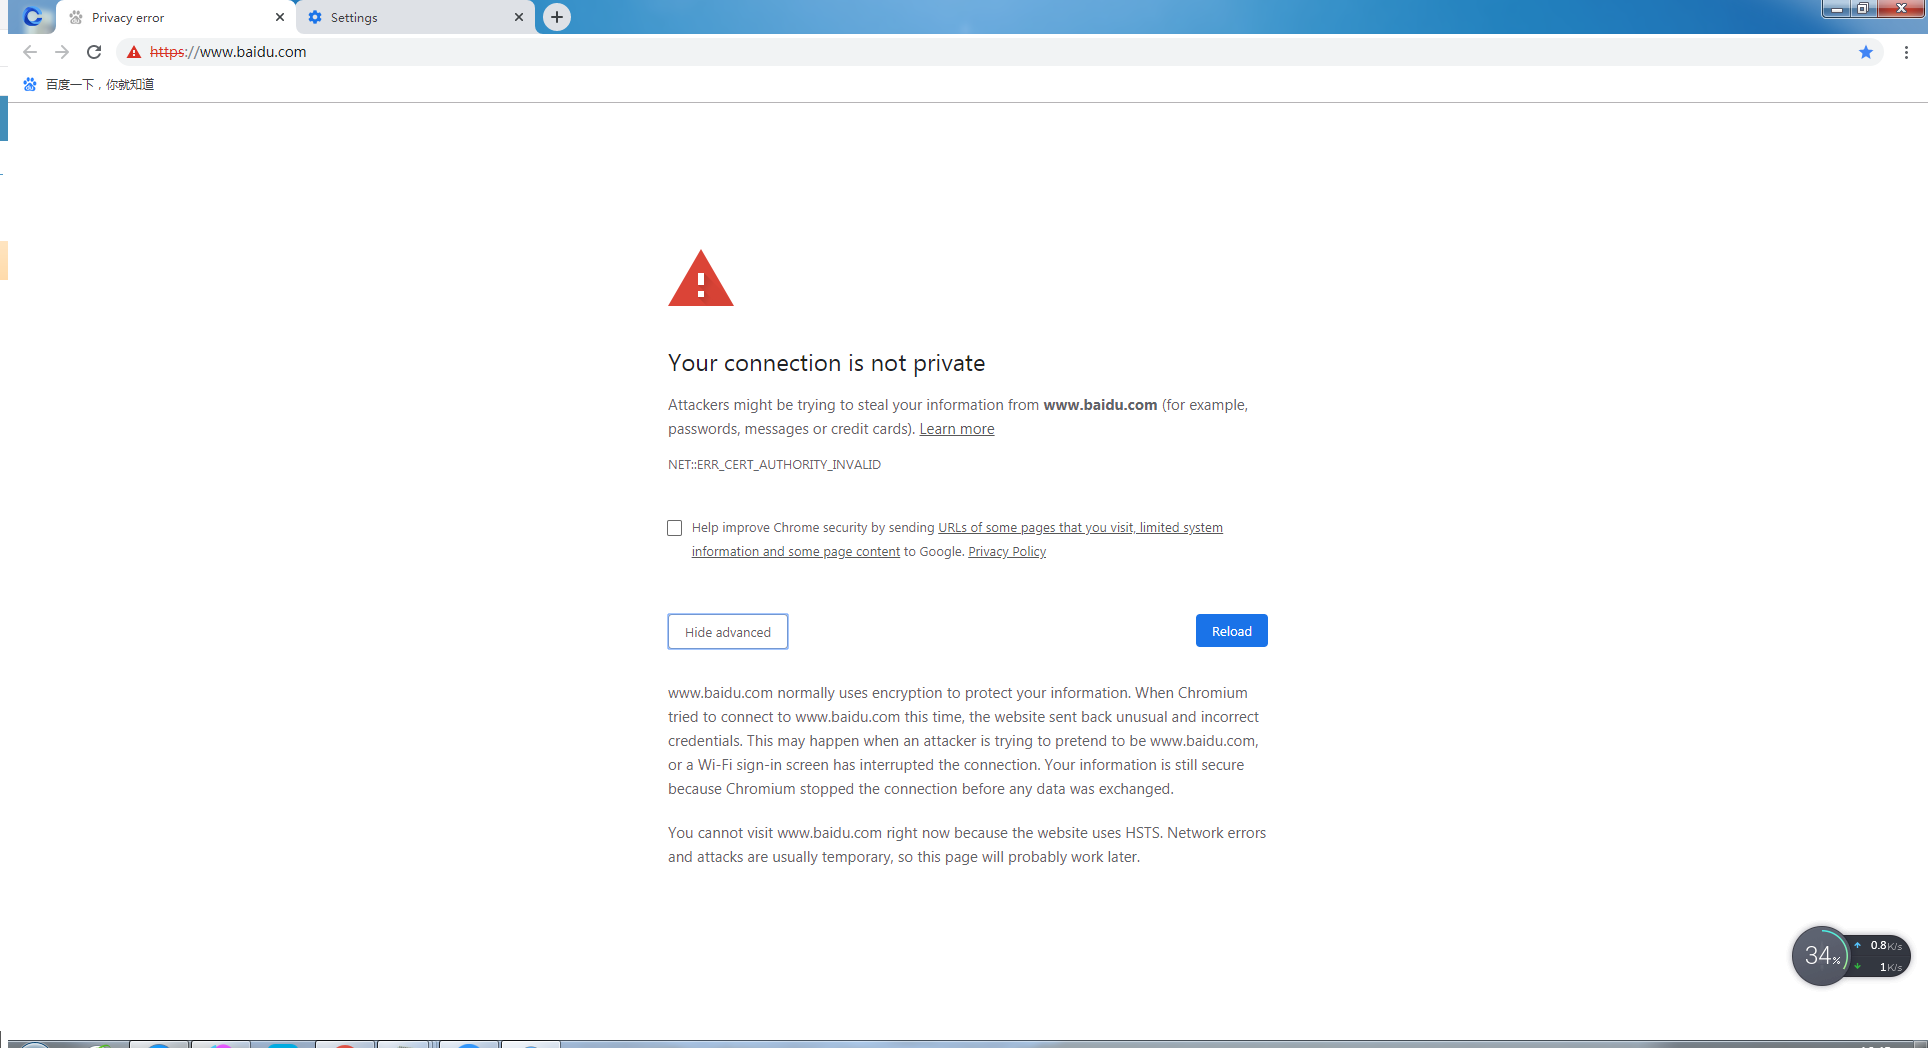 Privacy error
Settings
https://www.baidu.com
百度一下，你就知道
Your connection is not private
Attackers might be trying to steal your information from www.baidu.com (for example,
passwords, messages or credit cards). Learn more
NET::ERR_CERT_AUTHORITY_INVALID
Help improve Chrome security by sending URLs of some pages that you visit, limited system
information and some page content to Google. Privacy Policy
Hide advanced
Reload
www.baidu.com normally uses encryption to protect your information. When Chromium
tried to connect to www.baidu.com this time, the website sent back unusual and incorrect
credentials. This may happen when an attacker is trying to pretend to be www.baidu.com,
or a Wi-Fi sign-in screen has interrupted the connection. Your information is still secure
because Chromium stopped the connection before any data was exchanged.
You cannot visit www.baidu.com right now because the website uses HSTS. Network errors
and attacks are usually temporary, so this page will probably work later.
34%
0.8K/s
1K/s